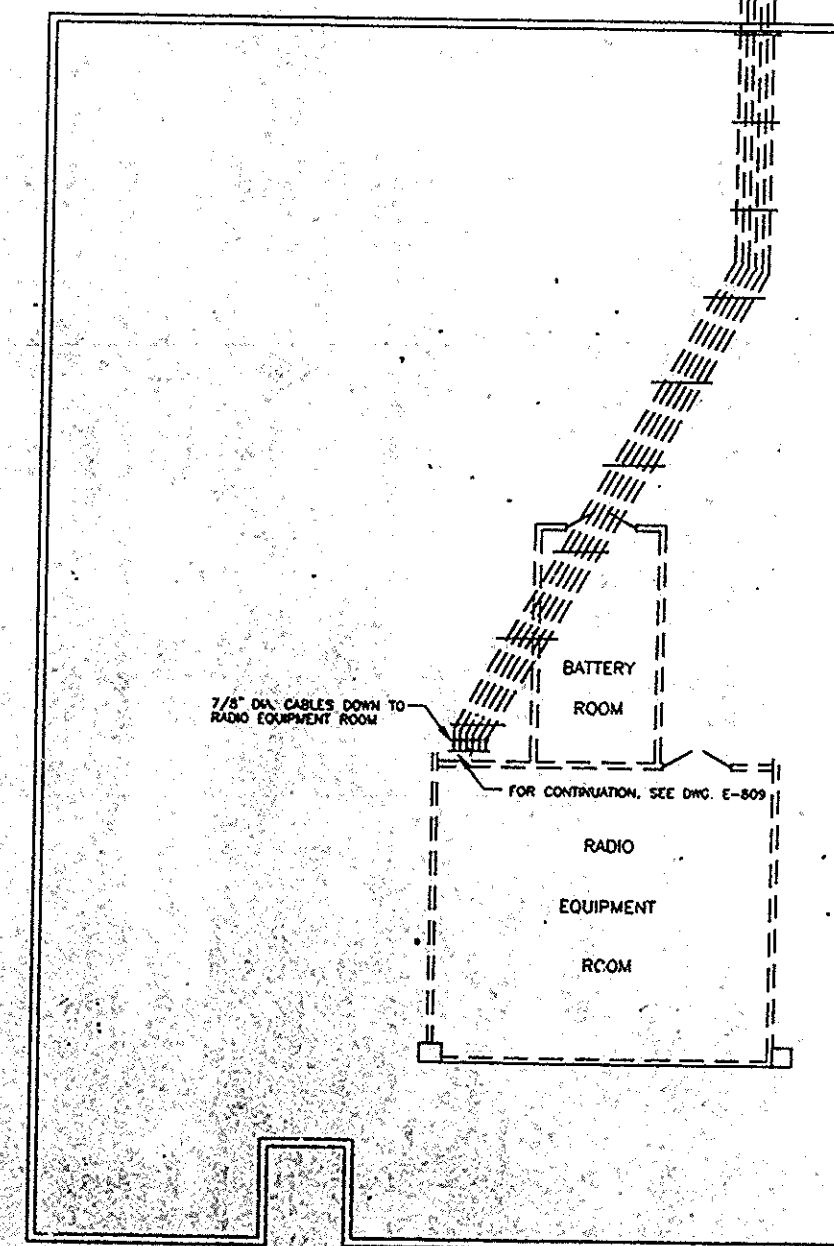 BATTERY
ROOM
7/8" DIA. CABLES DOWN TO
RADIO EQUIPMENT ROOM
FOR CONTINUATION, SEE DWG. E-809
RADIO
EQUIPMENT
ROOM